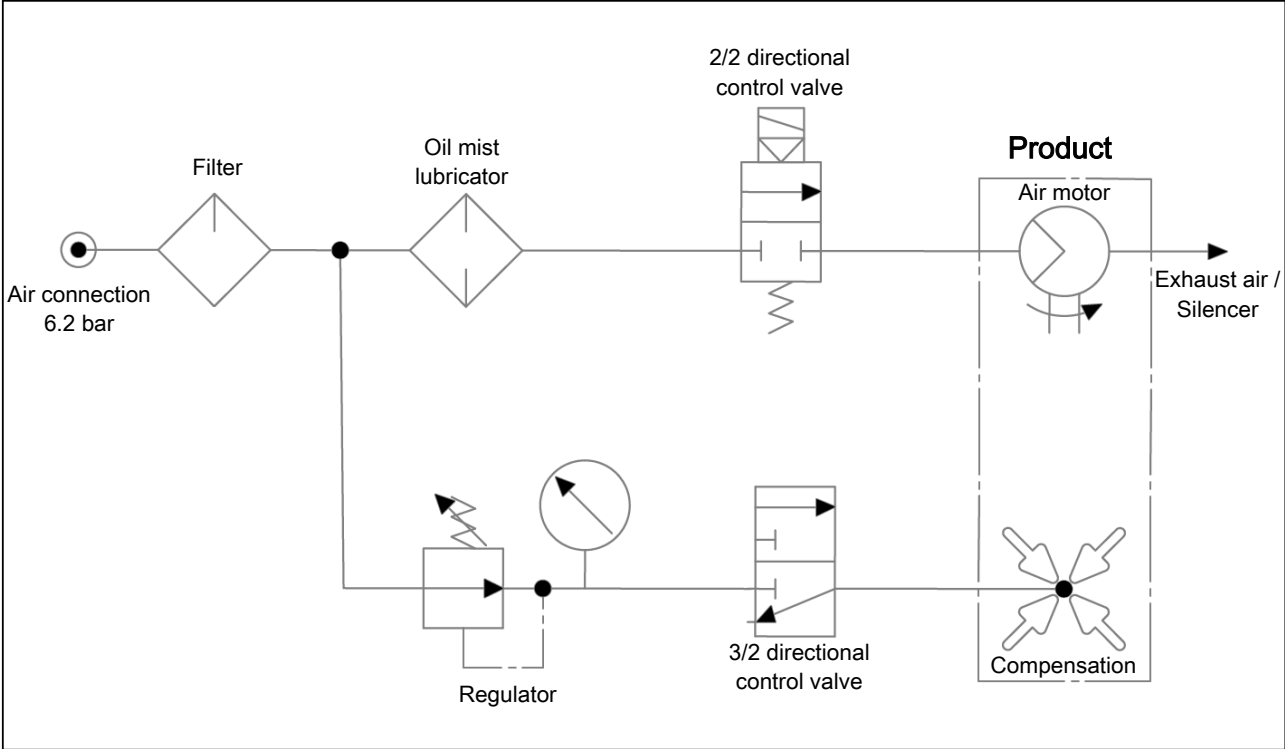 2/2 directional
control valve
Filter
Oil mist
lubricator
Product
Air motor
Air connection
6.2 bar
Exhaust air /
Silencer
3/2 directional
control valve
Regulator
Compensation